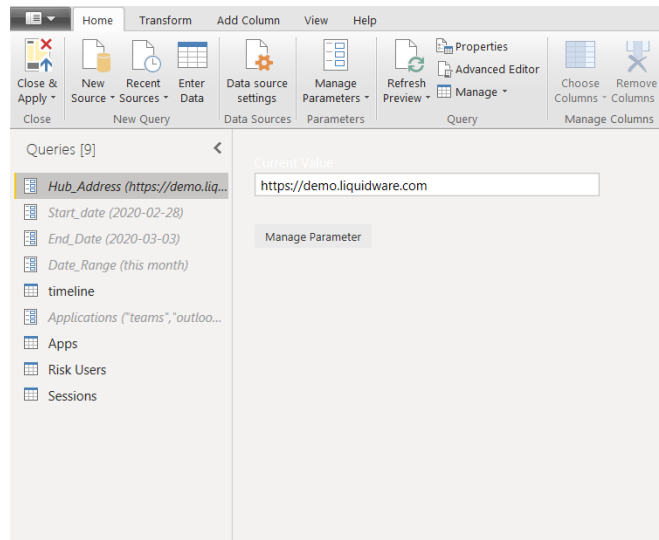 Home Transform Add Column View Help
Close & Apply
New Source
Recent Sources
Enter Data
Data source settings
Manage Parameters
Refresh Preview
Properties
Advanced Editor
Manage
Choose Columns
Remove Columns
Close New Query Data Sources Parameters Query Manage Columns
Queries [9]
Current Value
Hub_Address (https://demo.liq...
https://demo.liquidware.com
Start_date (2020-02-28)
End_Date (2020-03-03)
Manage Parameter
Date_Range (this month)
timeline
Applications ("teams","outloo...
Apps
Risk Users
Sessions